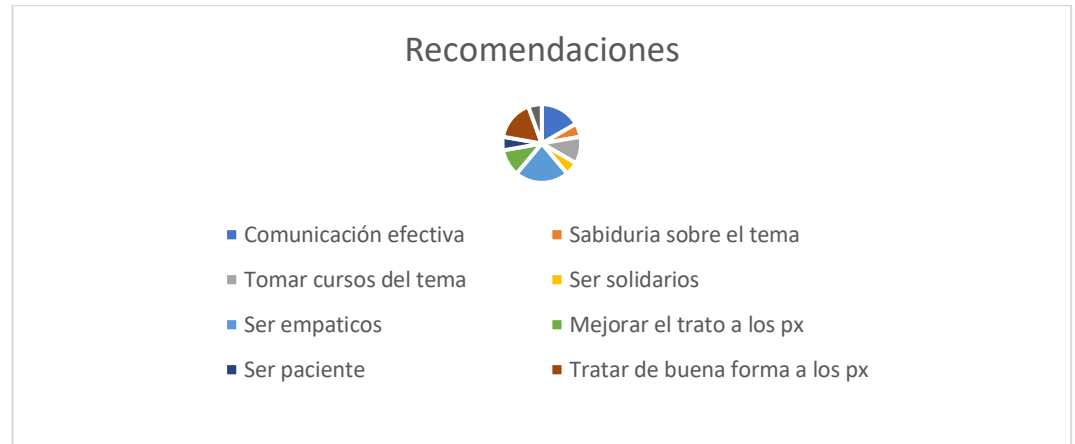 Recomendaciones
Comunicación efectiva
Sabiduria sobre el tema
Tomar cursos del tema
Ser solidarios
Ser empaticos
Mejorar el trato a los px
Ser paciente
Tratar de buena forma a los px